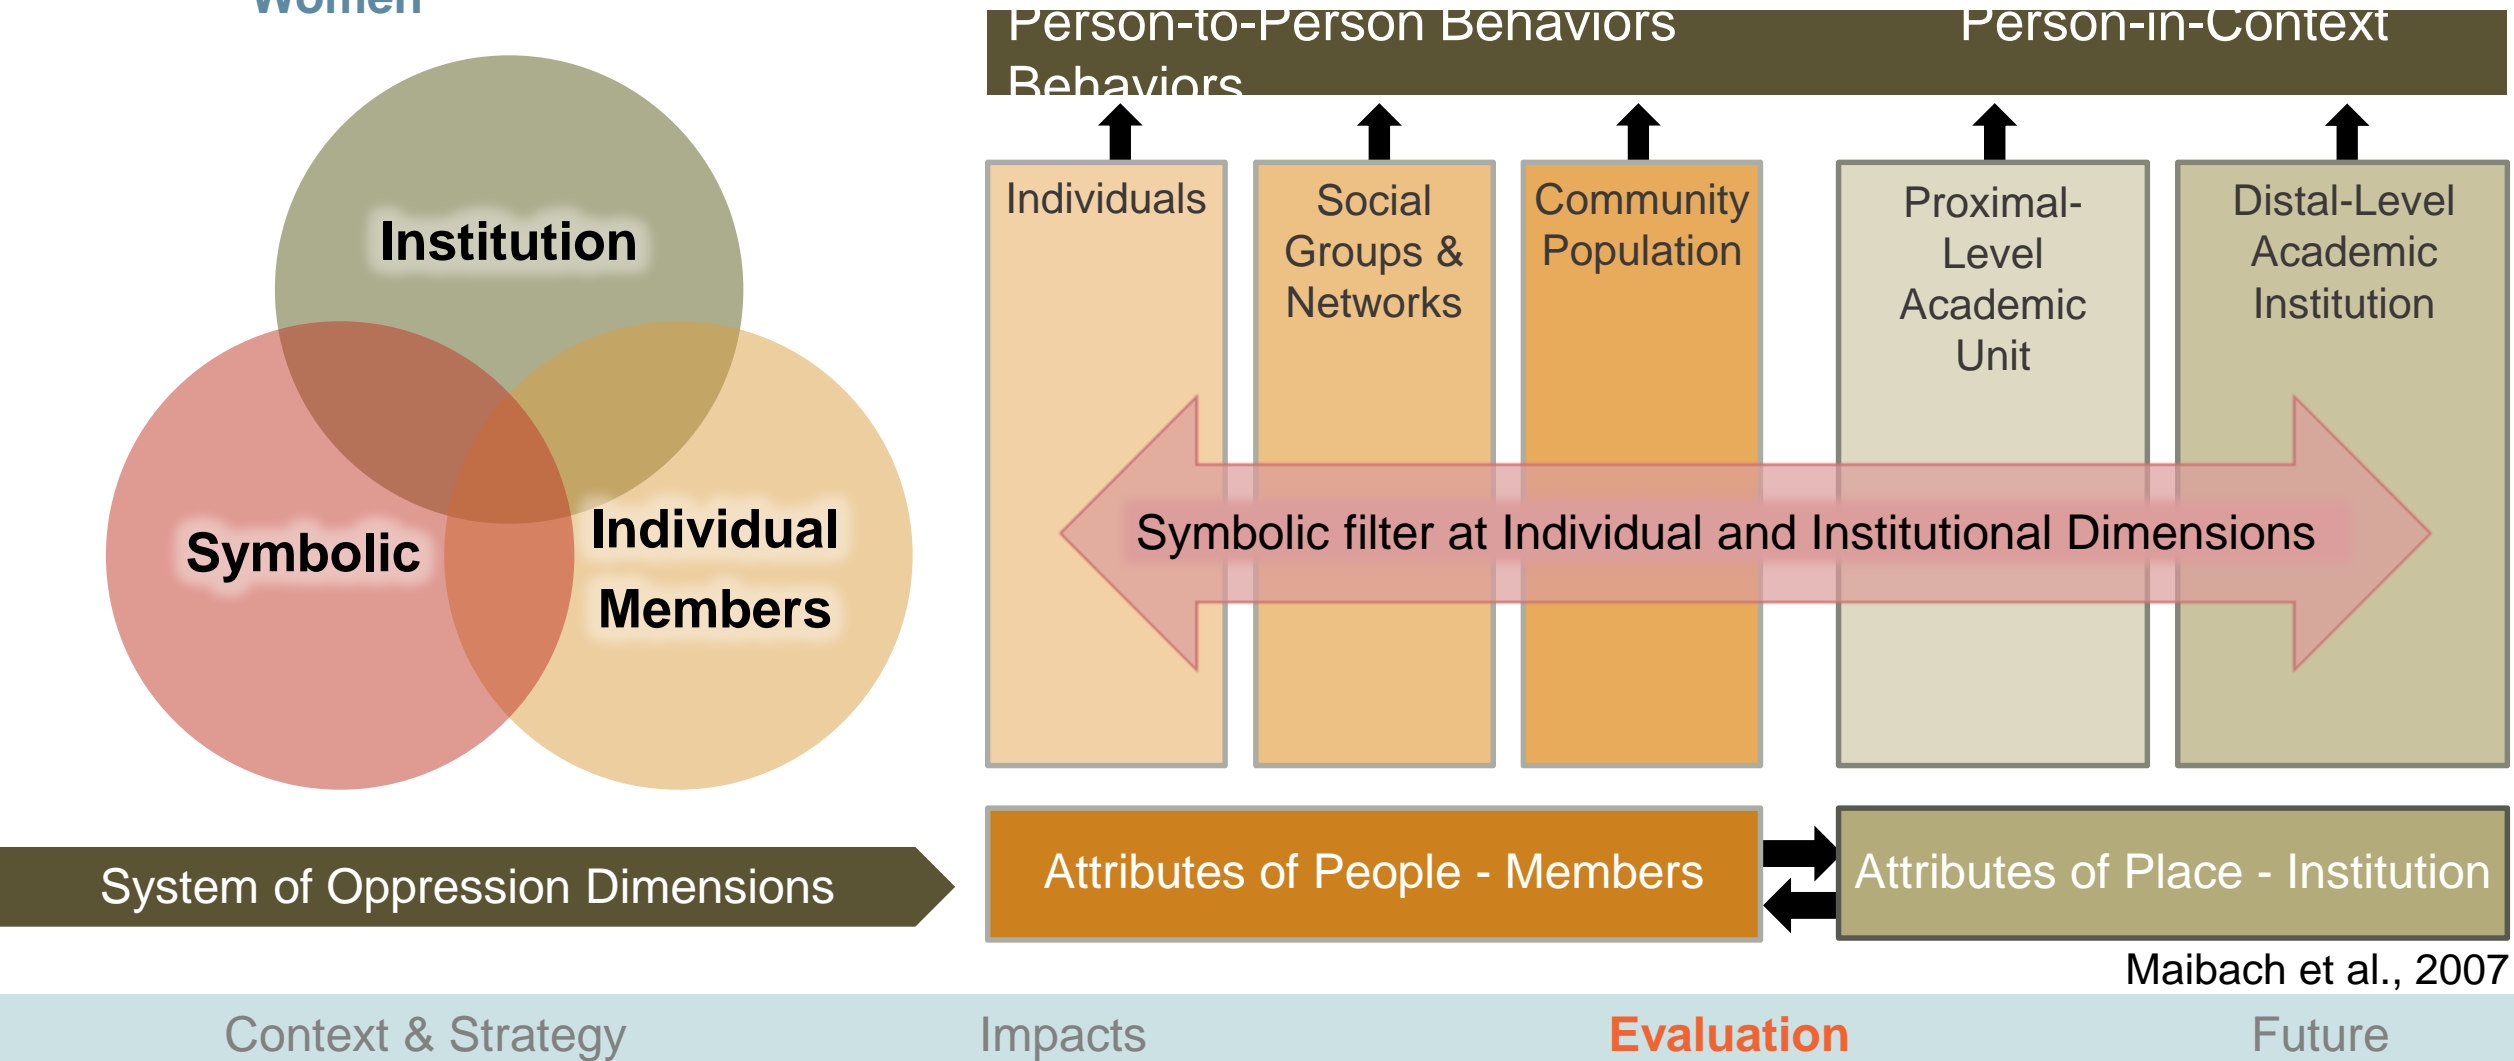 Women
Person-to-Person Behaviors Person-in-Context
Behaviors
Institution
Symbolic
Individual
Members
Individuals
Social
Groups &
Networks
Community
Population
Proximal-
Level
Academic
Unit
Distal-Level
Academic
Institution
Symbolic filter at Individual and Institutional Dimensions
System of Oppression Dimensions
Attributes of People - Members
Attributes of Place - Institution
Maibach et al., 2007
Context & Strategy
Impacts
Evaluation
Future